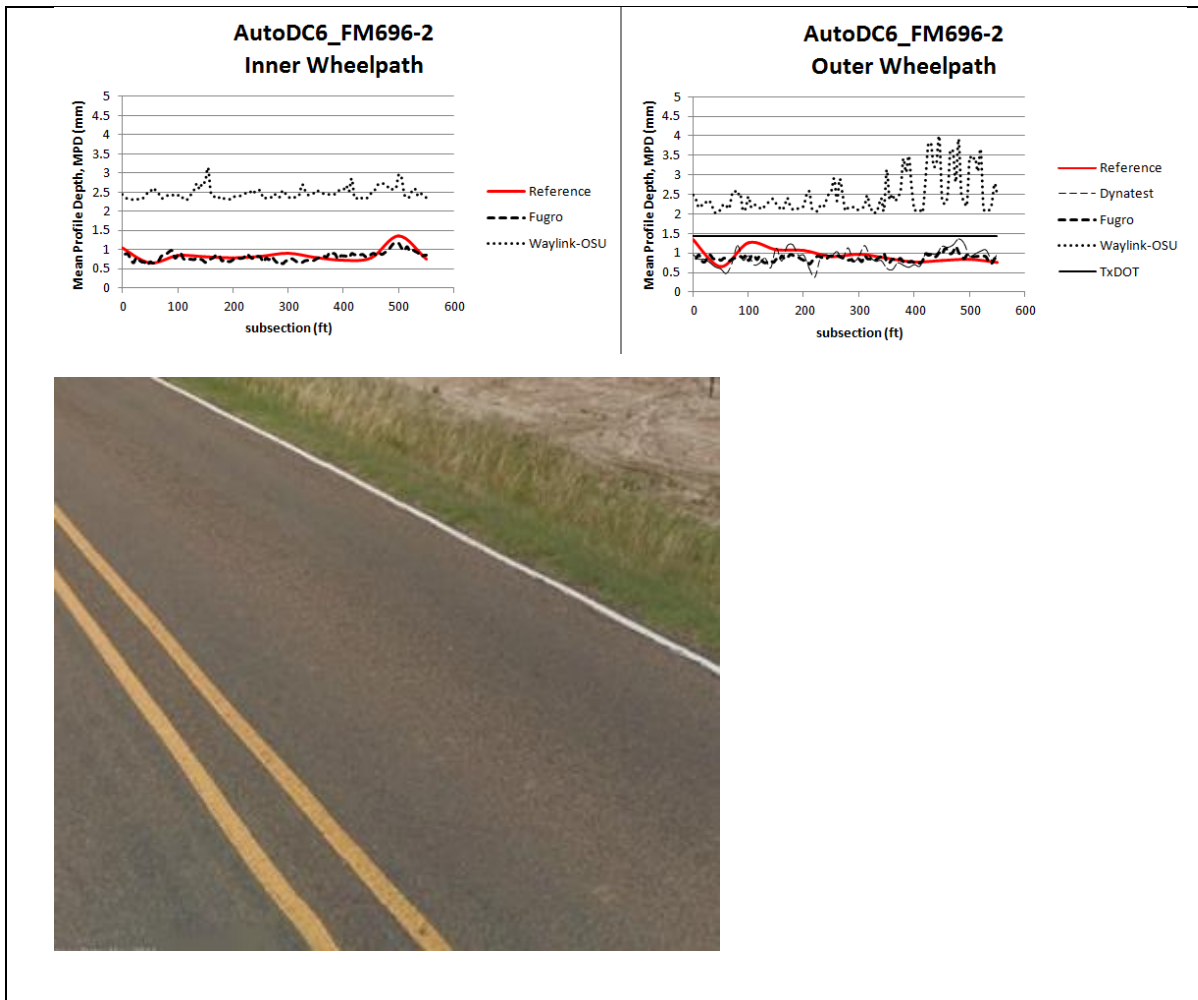 AutoDC6_FM696-2
Inner Wheelpath
Mean Profile Depth, MPD (mm)
5
4.5
4
3.5
3
2.5
2
1.5
1
0.5
0
0 100 200 300 400 500 600
subsection (ft)
Reference
Fugro
Waylink-OSU
AutoDC6_FM696-2
Outer Wheelpath
Mean Profile Depth, MPD (mm)
5
4.5
4
3.5
3
2.5
2
1.5
1
0.5
0
0 100 200 300 400 500 600
subsection (ft)
Reference
Dynatest
Fugro
Waylink-OSU
TxDOT